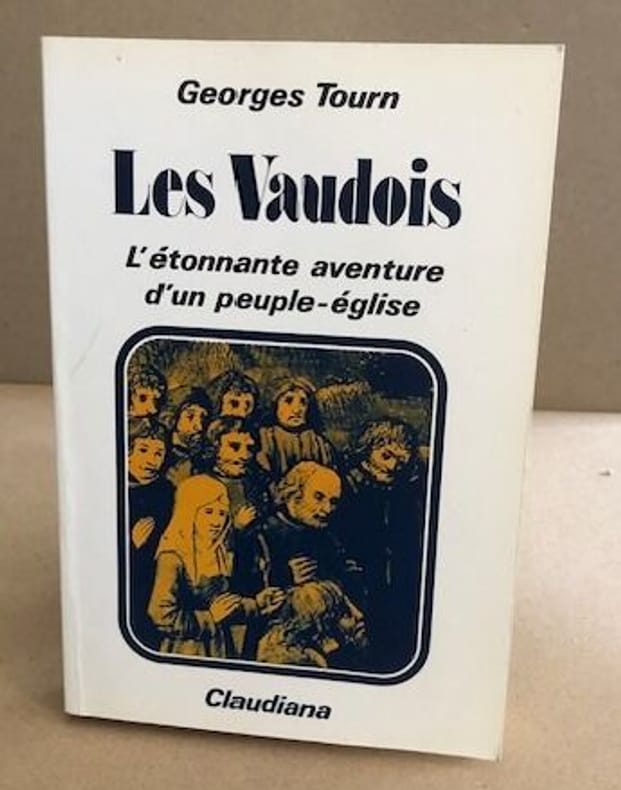 Georges Tourn
Les Vaudois
L'étonnante aventure
d'un peuple-église
Claudiana